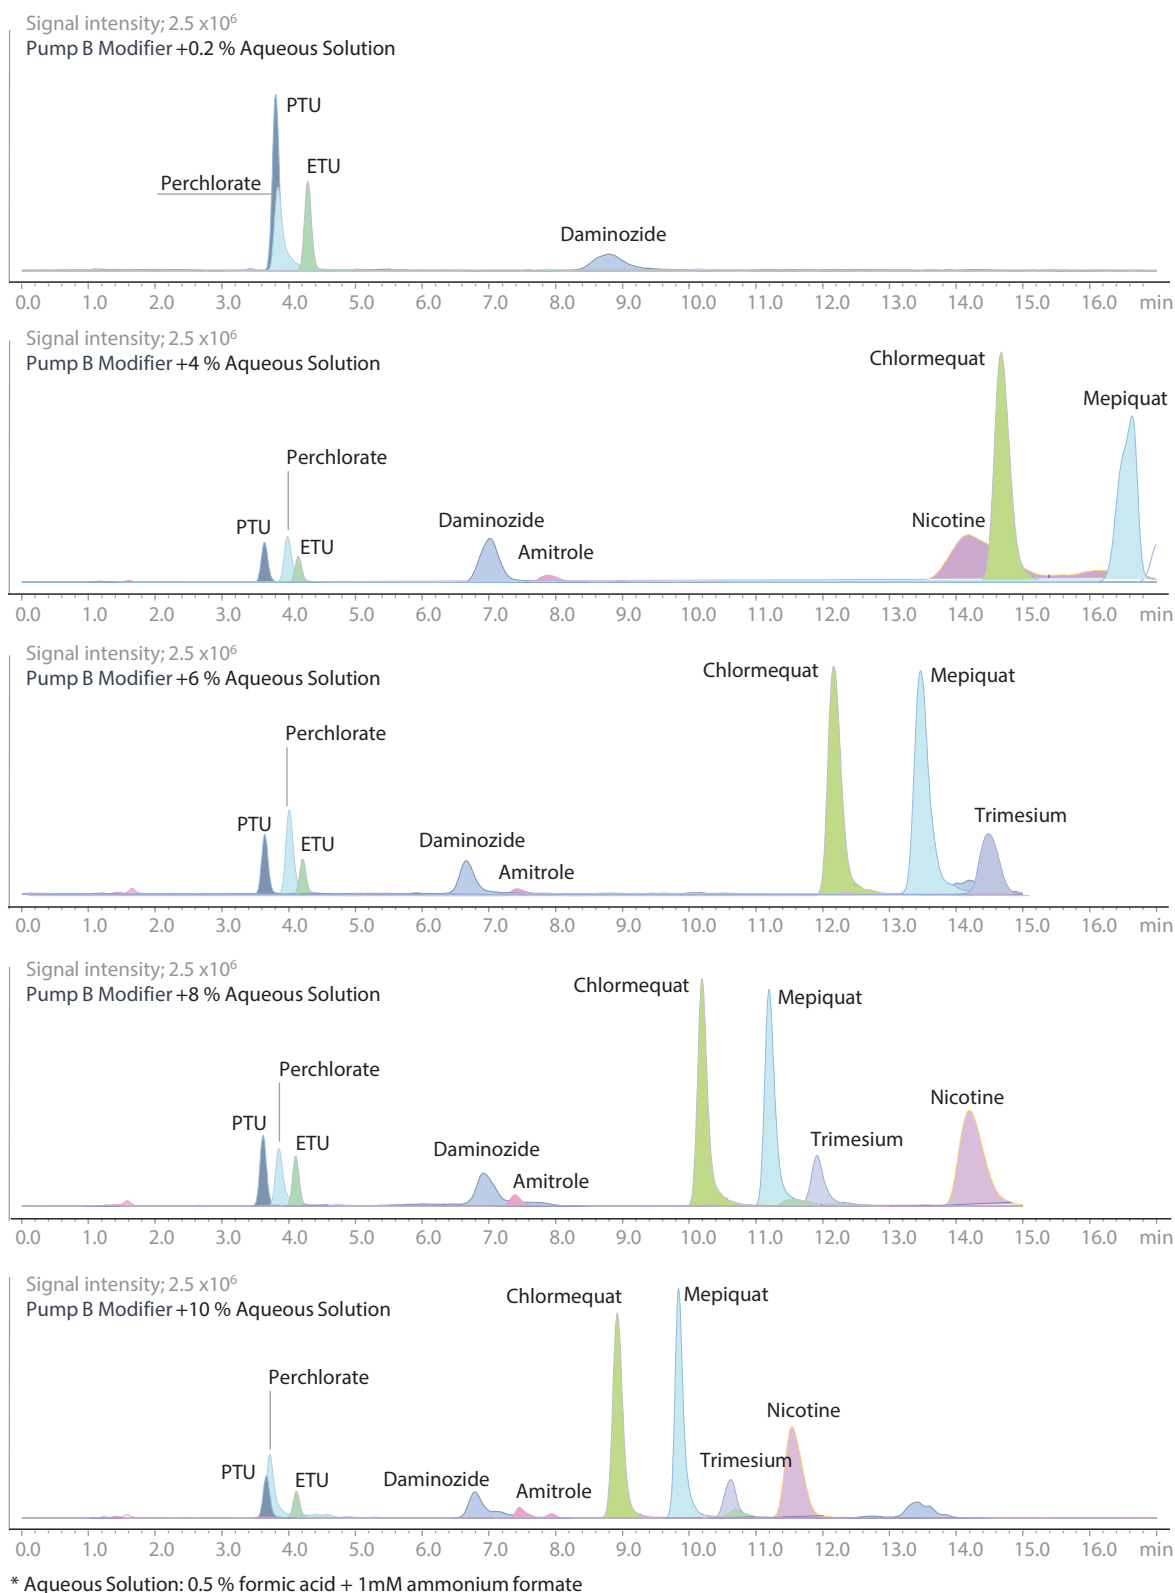 Signal intensity; 2.5 x10⁶
Pump B Modifier +0.2 % Aqueous Solution
PTU
ETU
Perchlorate
Daminozide
0.0 1.0 2.0 3.0 4.0 5.0 6.0 7.0 8.0 9.0 10.0 11.0 12.0 13.0 14.0 15.0 16.0 min
Signal intensity; 2.5 x10⁶
Pump B Modifier +4 % Aqueous Solution
Chlormequat
Mepiquat
Perchlorate
PTU
ETU
Daminozide
Amitrole
Nicotine
0.0 1.0 2.0 3.0 4.0 5.0 6.0 7.0 8.0 9.0 10.0 11.0 12.0 13.0 14.0 15.0 16.0 min
Signal intensity; 2.5 x10⁶
Pump B Modifier +6 % Aqueous Solution
Chlormequat
Mepiquat
Perchlorate
PTU
ETU
Daminozide
Amitrole
Trimesium
0.0 1.0 2.0 3.0 4.0 5.0 6.0 7.0 8.0 9.0 10.0 11.0 12.0 13.0 14.0 15.0 16.0 min
Signal intensity; 2.5 x10⁶
Pump B Modifier +8 % Aqueous Solution
Chlormequat
Mepiquat
Perchlorate
PTU
ETU
Daminozide
Amitrole
Trimesium
Nicotine
0.0 1.0 2.0 3.0 4.0 5.0 6.0 7.0 8.0 9.0 10.0 11.0 12.0 13.0 14.0 15.0 16.0 min
Signal intensity; 2.5 x10⁶
Pump B Modifier +10 % Aqueous Solution
Chlormequat
Mepiquat
Perchlorate
PTU
ETU
Daminozide
Amitrole
Trimesium
Nicotine
0.0 1.0 2.0 3.0 4.0 5.0 6.0 7.0 8.0 9.0 10.0 11.0 12.0 13.0 14.0 15.0 16.0 min
* Aqueous Solution: 0.5 % formic acid + 1mM ammonium formate